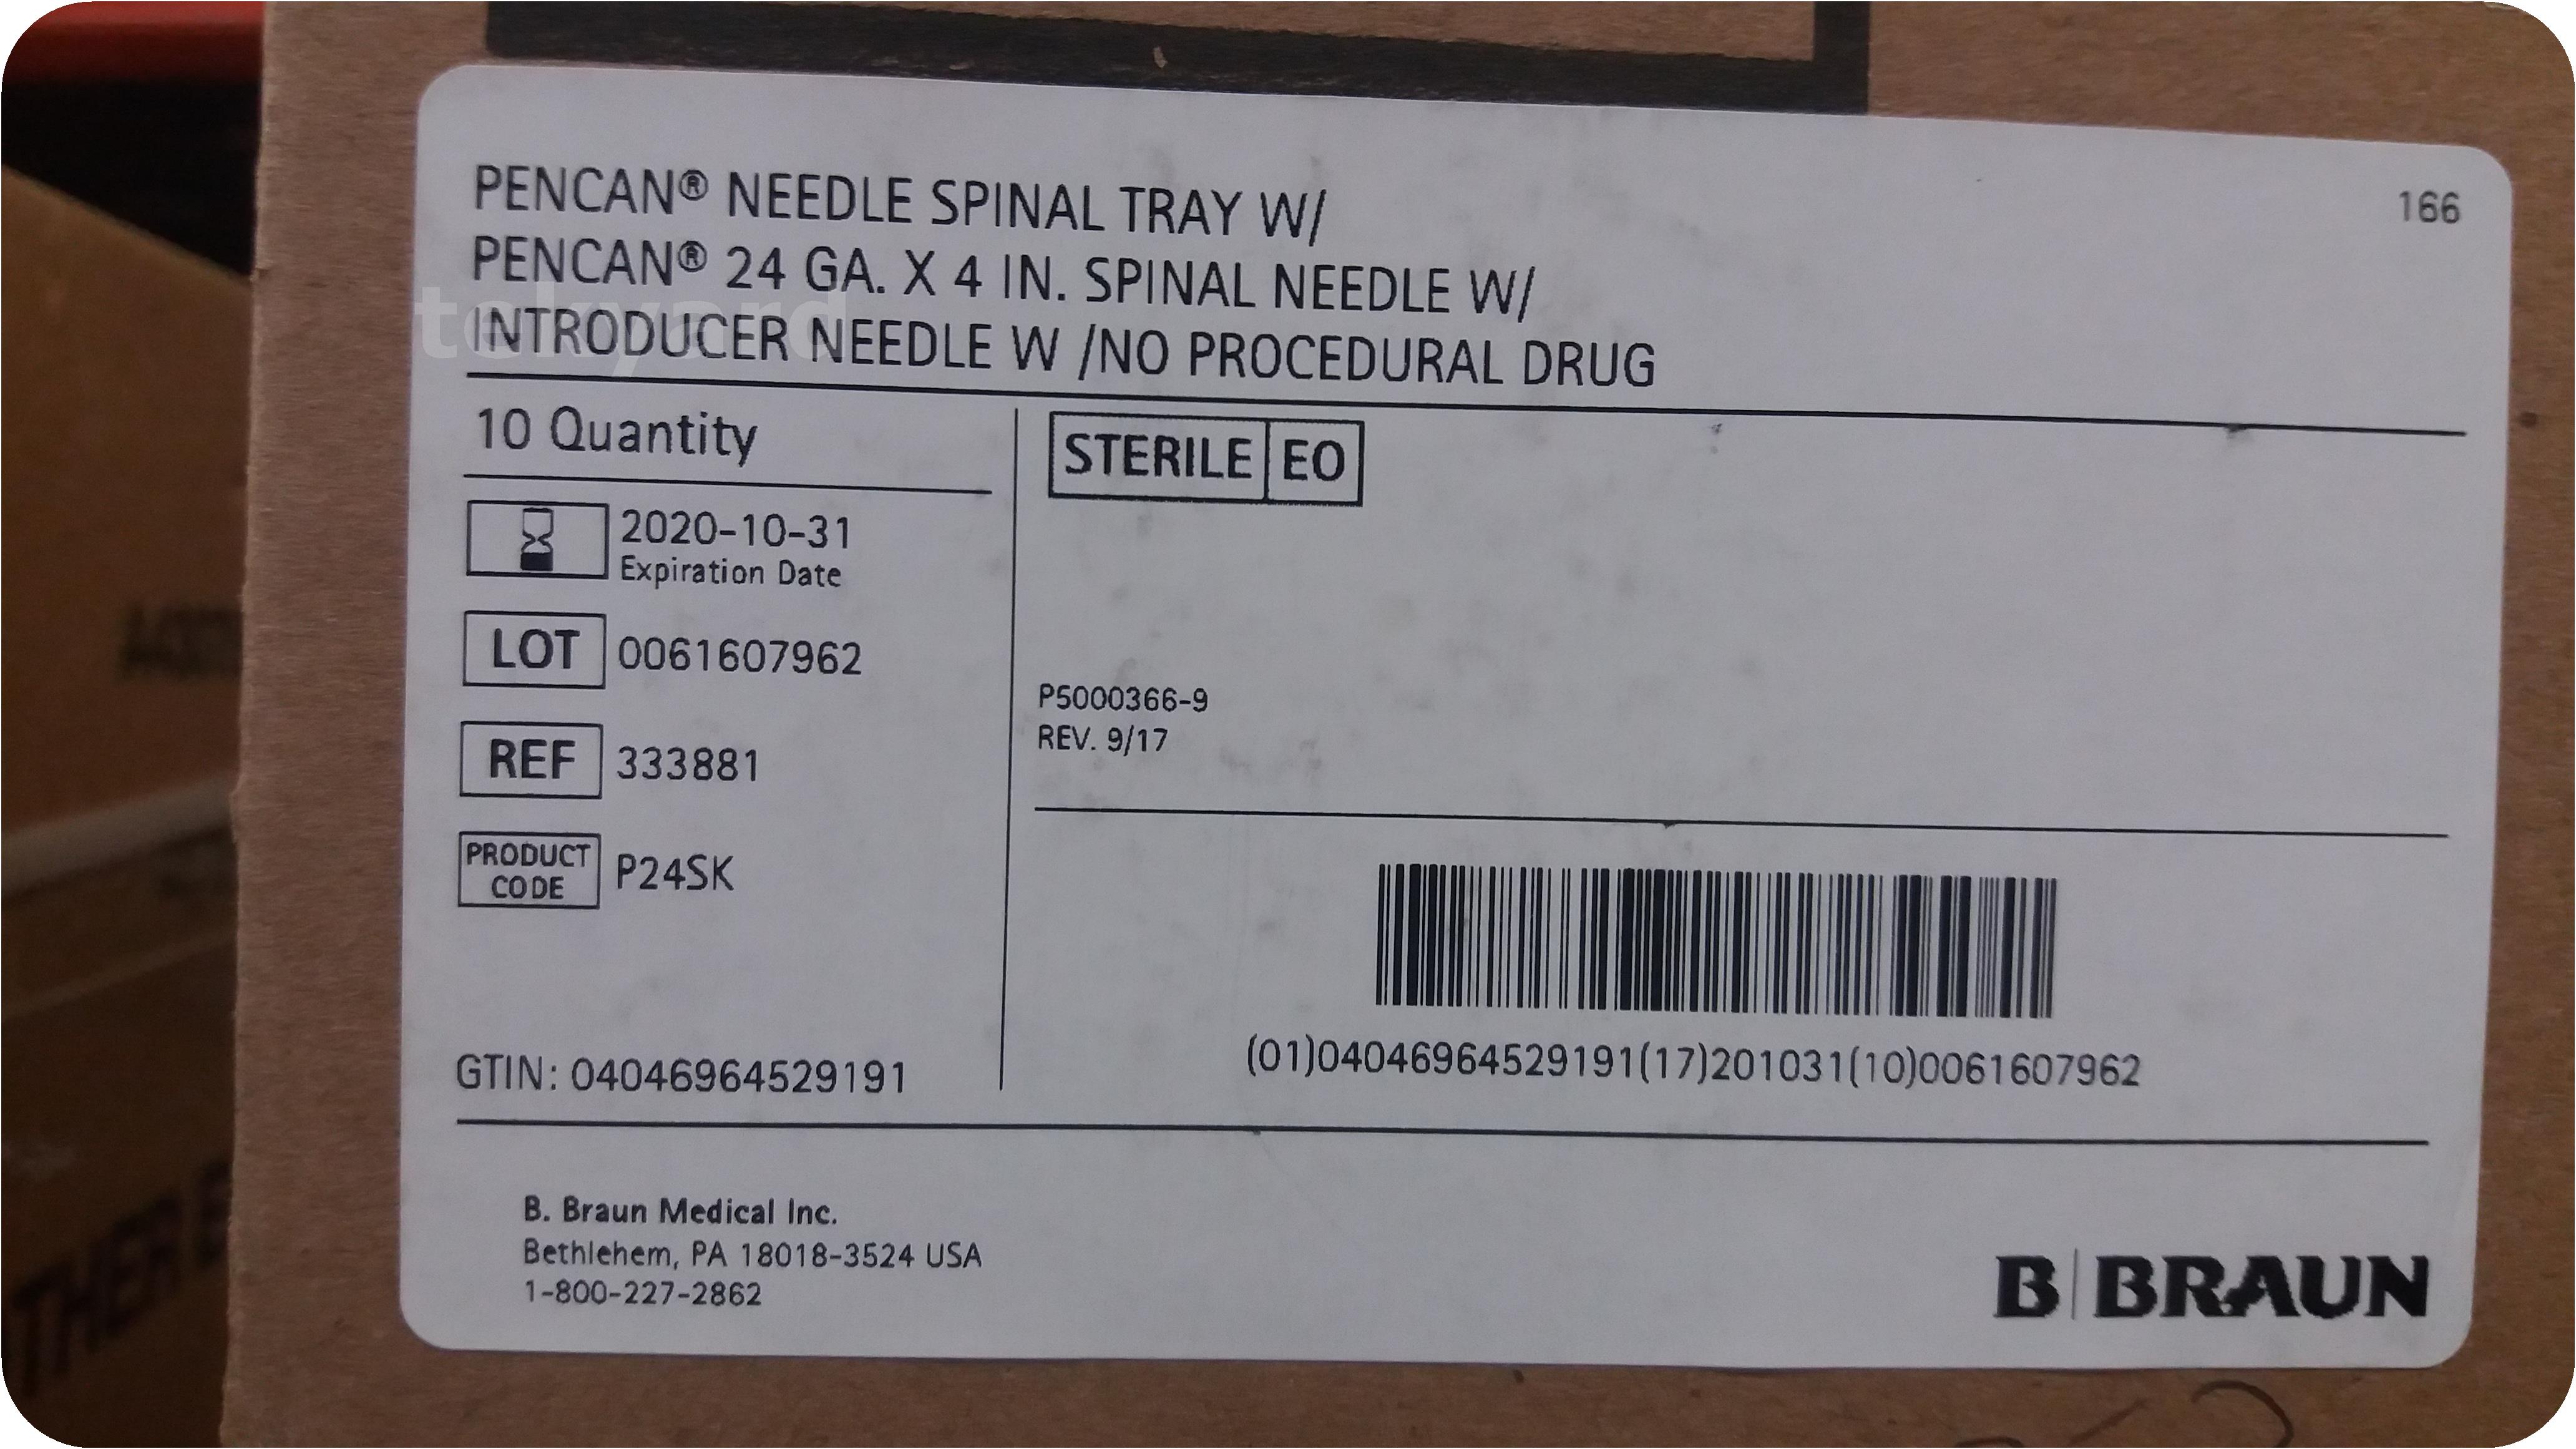 PENCAN® NEEDLE SPINAL TRAY W/
PENCAN® 24 GA. X 4 IN. SPINAL NEEDLE W/
INTRODUCER NEEDLE W /NO PROCEDURAL DRUG
166
tekyard
10 Quantity
STERILE EO
2020-10-31
Expiration Date
LOT 0061607962
REF 333881
PRODUCT
CODE
P24SK
P5000366-9
REV. 9/17
GTIN: 04046964529191
(01)04046964529191(17)201031(10)0061607962
B. Braun Medical Inc.
Bethlehem, PA 18018-3524 USA
1-800-227-2862
B BRAUN
THER